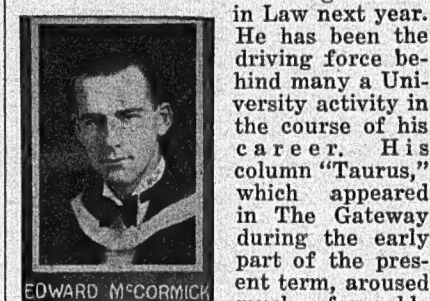 in Law next year.
He has been the
driving force be-
hind many a Uni-
versity activity in
the course of his
career. His
column "Taurus,"
which appeared
in The Gateway
during the early
part of the pres-
ent term, aroused
EDWARD McCORMICK